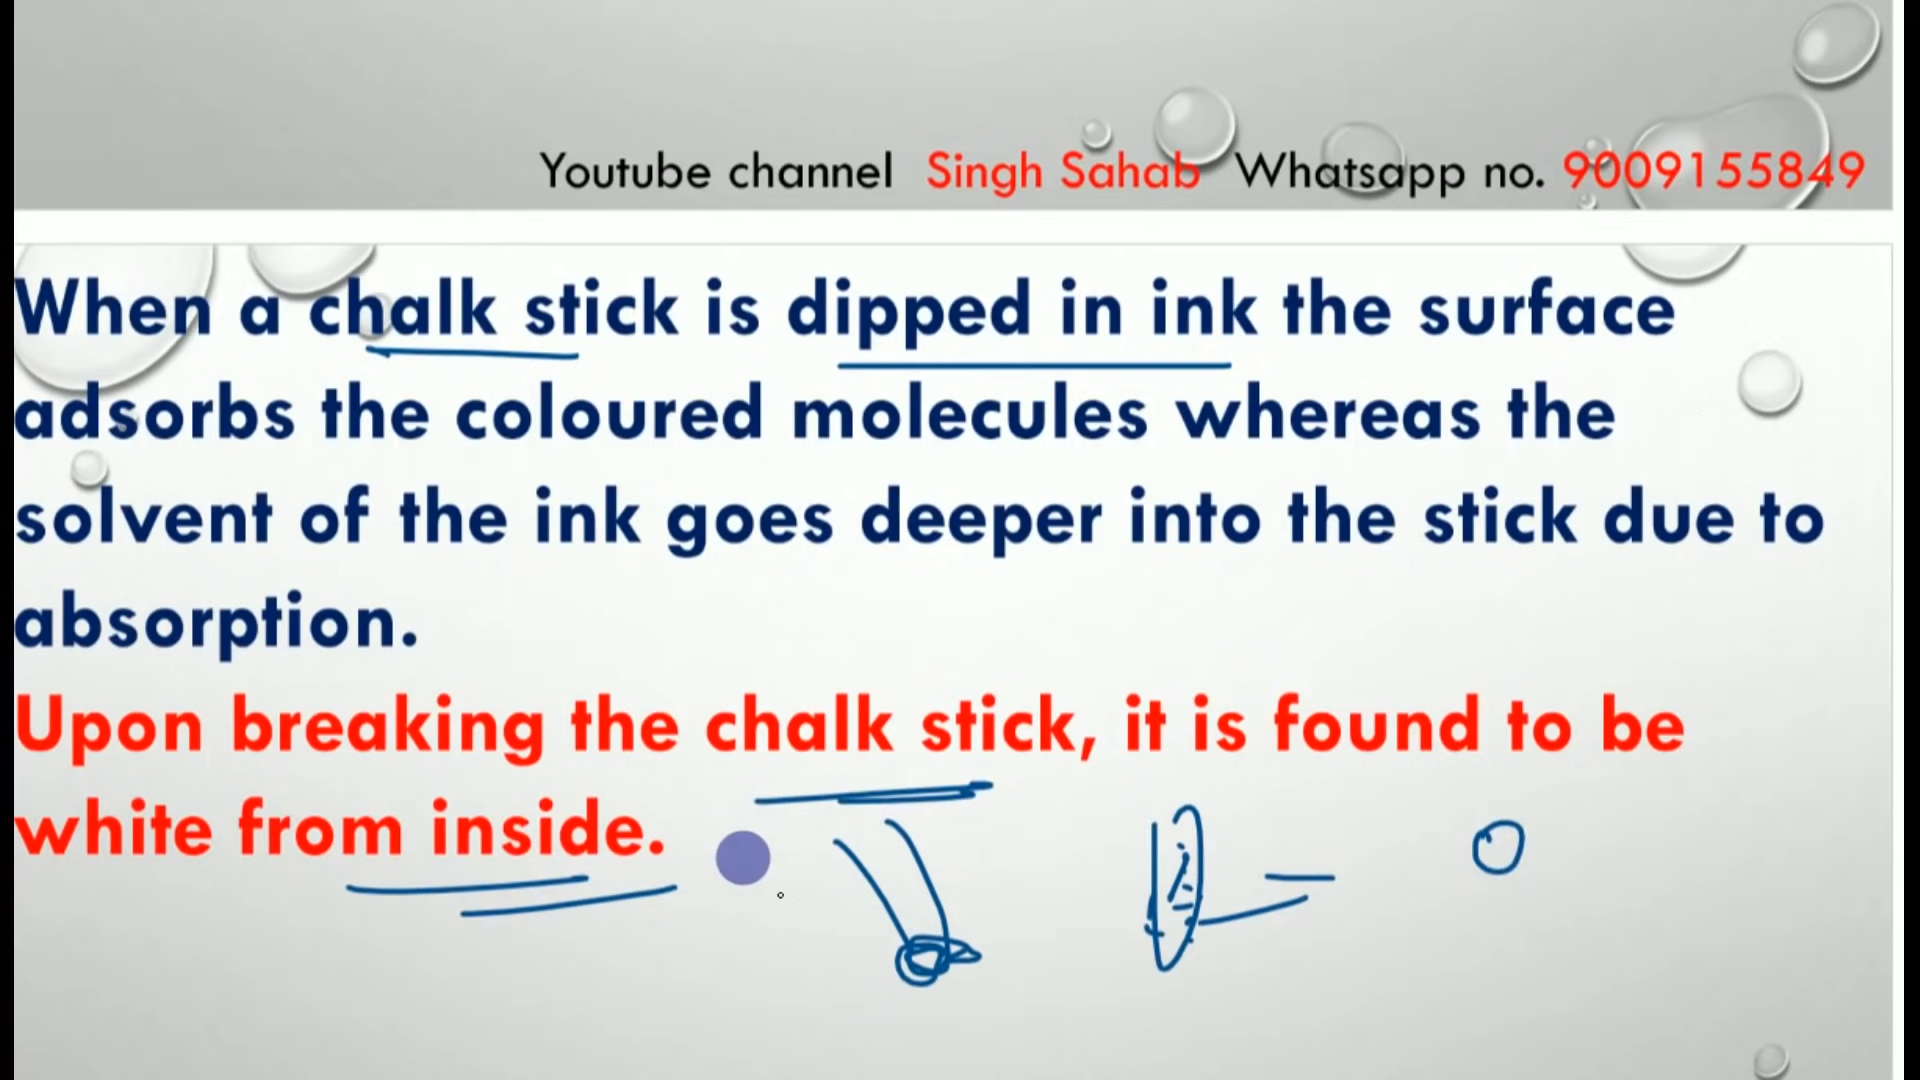 Youtube channel Singh Sahab Whatsapp no. 9009155849
When a chalk stick is dipped in ink the surface
adsorbs the coloured molecules whereas the
solvent of the ink goes deeper into the stick due to
absorption.
Upon breaking the chalk stick, it is found to be
white from inside.